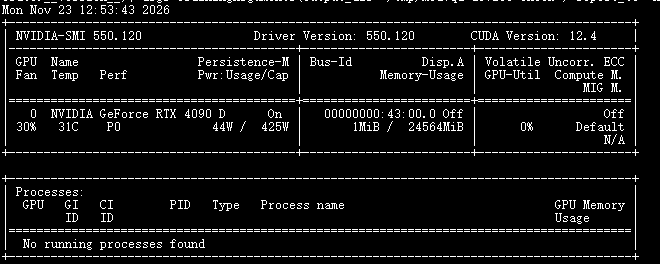 Mon Nov 23 12:53:43 2026
NVIDIA-SMI 550.120 Driver Version: 550.120 CUDA Version: 12.4
GPU Name Persistence-M Bus-Id Disp.A Volatile Uncorr. ECC
Fan Temp Perf Pwr:Usage/Cap Memory-Usage GPU-Util Compute M.
MIG M.
0 NVIDIA GeForce RTX 4090 D On 00000000:43:00.0 Off Off
30% 31C P0 44W / 425W 1MiB / 24564MiB 0% Default
N/A
Processes:
GPU GI CI PID Type Process name GPU Memory
ID ID Usage
No running processes found